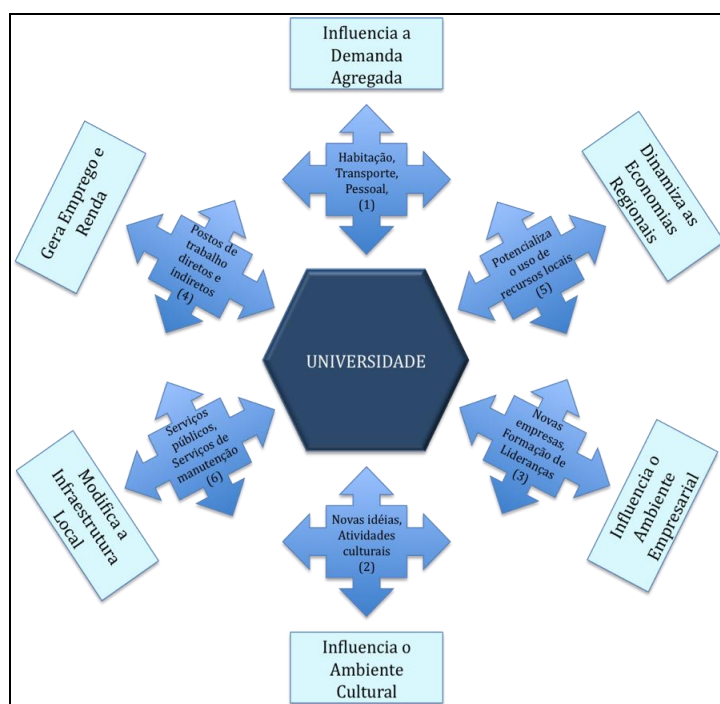 Influencia a
Demanda
Agregada
Habitação,
Transporte,
Pessoal,
(1)
Gera Emprego e
Renda
Postos de
trabalho
diretos e
indiretos
(4)
Dinamiza as
Economias
Regionais
Potencializa
o uso de
recursos locais
(5)
UNIVERSIDADE
Modifica a
Infraestrutura
Local
Serviços
públicos,
Serviços de
manutenção
(6)
Novas
empresas,
Formação de
Lideranças
(3)
Influencia o
Ambiente
Empresarial
Novas idéias,
Atividades
culturais
(2)
Influencia o
Ambiente
Cultural